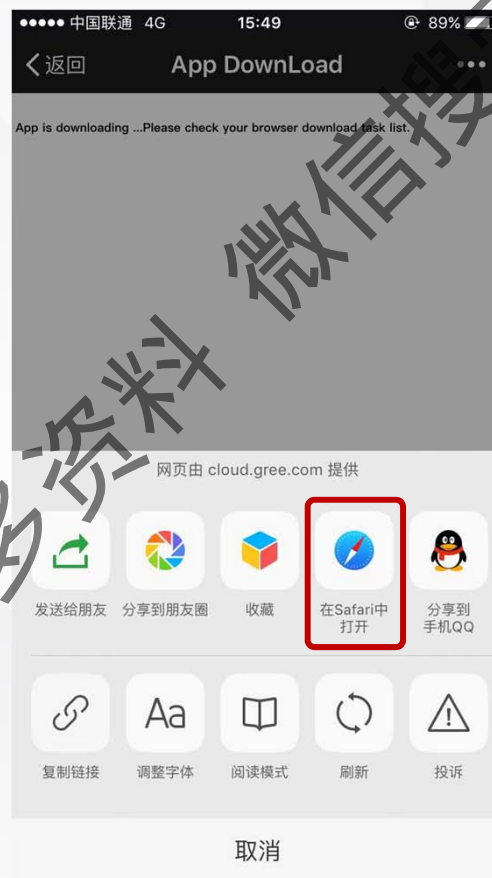 中国联通 4G 15:49 89%
返回 App DownLoad
App is downloading ...Please check your browser download task list.
多资料 微信搜
网页由 cloud.gree.com 提供
发送给朋友 分享到朋友圈 收藏 在Safari中 分享到
打开 手机QQ
Aa
复制链接 调整字体 阅读模式 刷新 投诉
取消